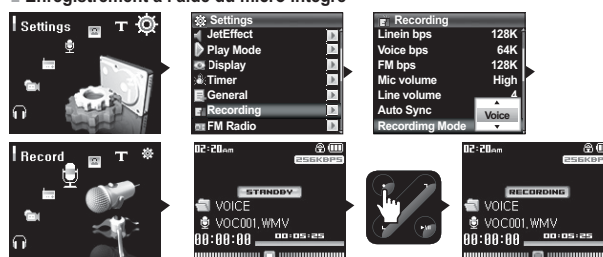 Enregistrement à l'aide du micro intégré
Settings
T
Settings
JetEffect
Play Mode
Display
Timer
General
Recording
FM Radio
Recording
Linein bps 128K
Voice bps 64K
FM bps 128K
Mic volume High
Line volume 4
Auto Sync
Voice
Recording Mode
Record
T
02:20AM
256KBPS
STANDBY
VOICE
VOC001.WMV
00:00:00 00:05:25
02:20AM
256KBPS
RECORDING
VOICE
VOC001.WMV
00:00:00 00:05:25